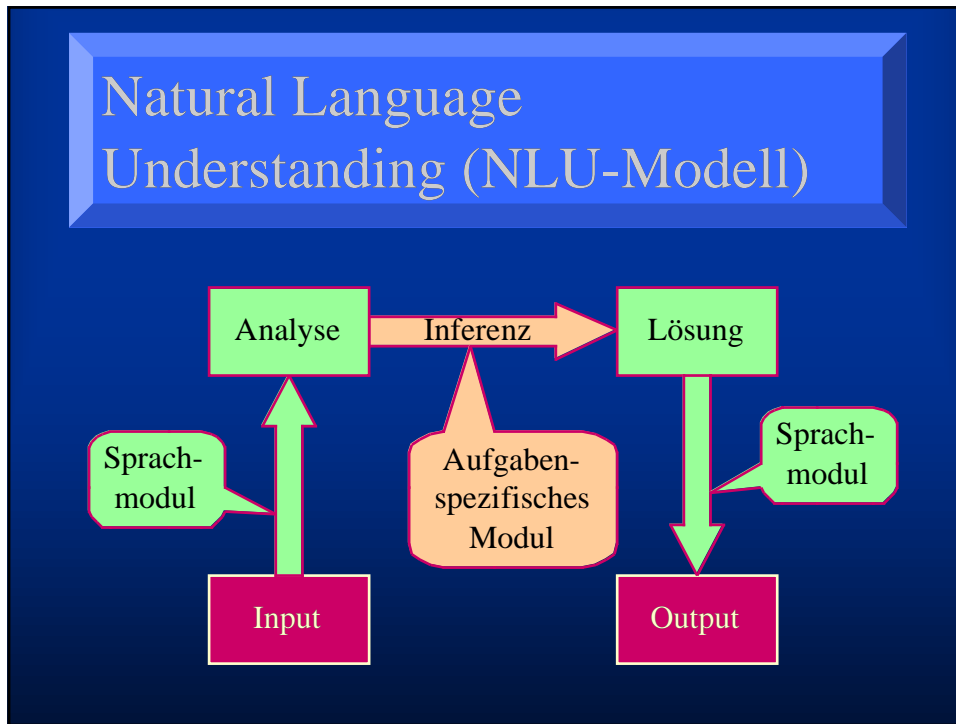 Natural Language
Understanding (NLU-Modell)
Analyse
Inferenz
Lösung
Sprach-
modul
Aufgaben-
spezifisches
Modul
Sprach-
modul
Input
Output